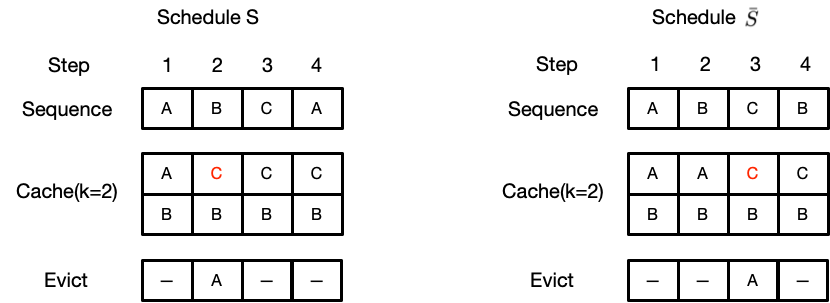 Schedule S
Step 1 2 3 4
Sequence A B C A
Cache(k=2) A C C C
B B B B
Evict — A — —
Schedule S̄
Step 1 2 3 4
Sequence A B C B
Cache(k=2) A A C C
B B B B
Evict — — A —